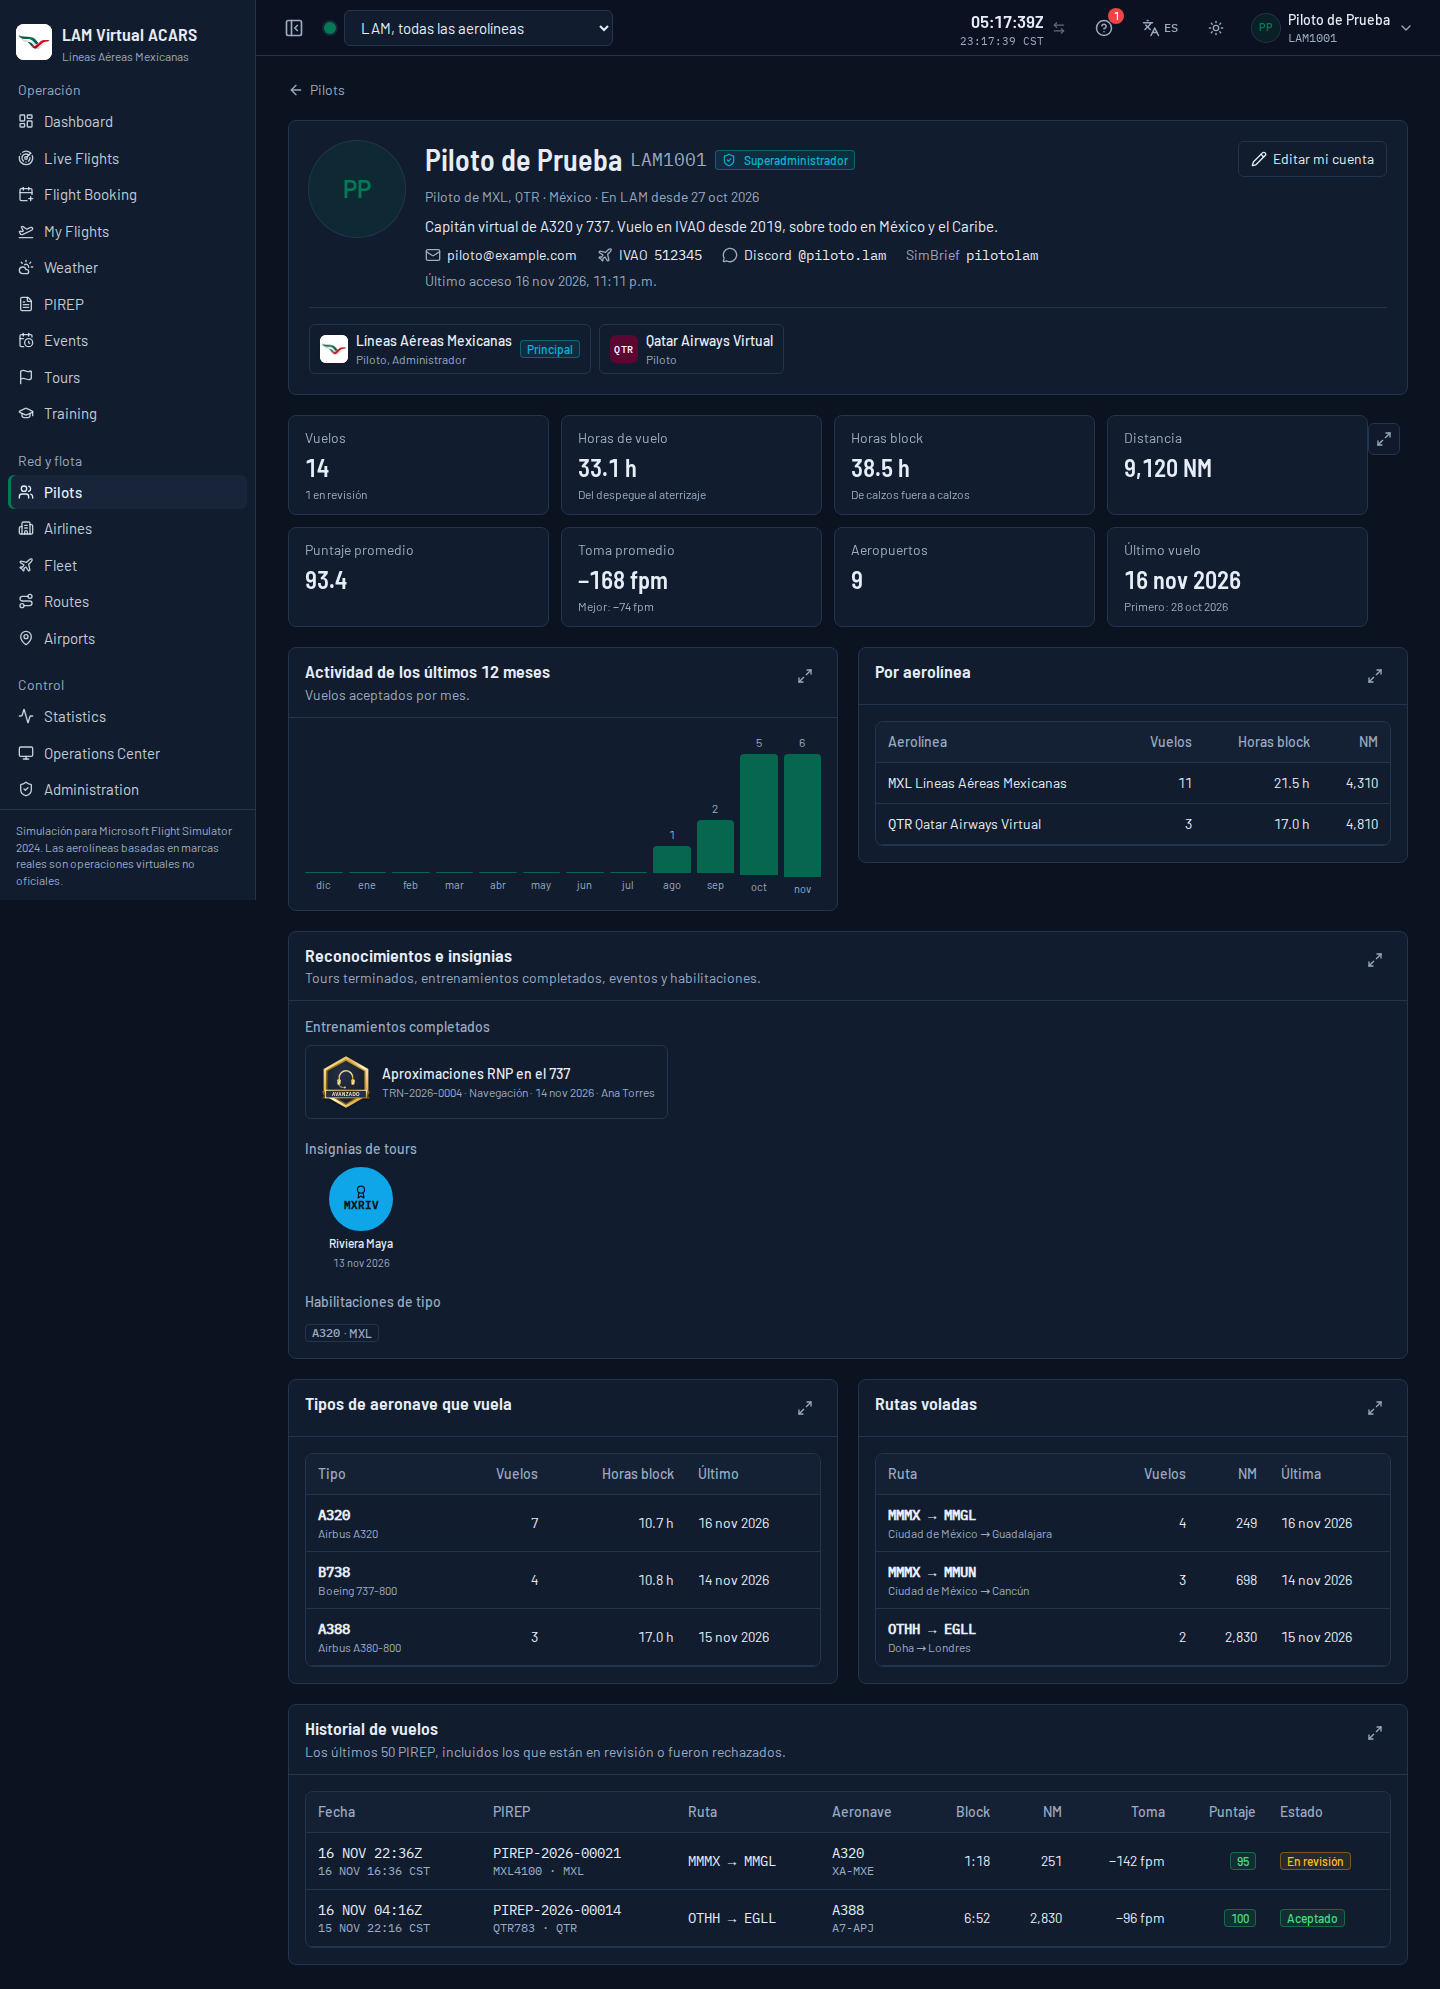 LAM Virtual ACARS
Líneas Aéreas Mexicanas
Operación
Dashboard
Live Flights
Flight Booking
My Flights
Weather
PIREP
Events
Tours
Training
Red y flota
Pilots
Airlines
Fleet
Routes
Airports
Control
Statistics
Operations Center
Administration
Simulación para Microsoft Flight Simulator
2024. Las aerolíneas basadas en marcas
reales son operaciones virtuales no
oficiales.
LAM, todas las aerolíneas
05:17:39Z
23:17:39 CST
1
ES
PP
Piloto de Prueba
LAM1001
Pilots
PP
Piloto de Prueba LAM1001 Superadministrador
Editar mi cuenta
Piloto de MXL, QTR · México · En LAM desde 27 oct 2026
Capitán virtual de A320 y 737. Vuelo en IVAO desde 2019, sobre todo en México y el Caribe.
piloto@example.com IVAO 512345 Discord @piloto.lam SimBrief pilotolam
Último acceso 16 nov 2026, 11:11 p.m.
Líneas Aéreas Mexicanas Principal
Piloto, Administrador
QTR Qatar Airways Virtual
Piloto
Vuelos
14
1 en revisión
Horas de vuelo
33.1 h
Del despegue al aterrizaje
Horas block
38.5 h
De calzos fuera a calzos
Distancia
9,120 NM
Puntaje promedio
93.4
Toma promedio
−168 fpm
Mejor: −74 fpm
Aeropuertos
9
Último vuelo
16 nov 2026
Primero: 28 oct 2026
Actividad de los últimos 12 meses
Vuelos aceptados por mes.
1 2 5 6
dic ene feb mar abr may jun jul ago sep oct nov
Por aerolínea
Aerolínea Vuelos Horas block NM
MXL Líneas Aéreas Mexicanas 11 21.5 h 4,310
QTR Qatar Airways Virtual 3 17.0 h 4,810
Reconocimientos e insignias
Tours terminados, entrenamientos completados, eventos y habilitaciones.
Entrenamientos completados
AVANZADO
Aproximaciones RNP en el 737
TRN-2026-0004 · Navegación · 14 nov 2026 · Ana Torres
Insignias de tours
MXRIV
Riviera Maya
13 nov 2026
Habilitaciones de tipo
A320 · MXL
Tipos de aeronave que vuela
Tipo Vuelos Horas block Último
A320 7 10.7 h 16 nov 2026
Airbus A320
B738 4 10.8 h 14 nov 2026
Boeing 737-800
A388 3 17.0 h 15 nov 2026
Airbus A380-800
Rutas voladas
Ruta Vuelos NM Última
MMMX → MMGL 4 249 16 nov 2026
Ciudad de México → Guadalajara
MMMX → MMUN 3 698 14 nov 2026
Ciudad de México → Cancún
OTHH → EGLL 2 2,830 15 nov 2026
Doha → Londres
Historial de vuelos
Los últimos 50 PIREP, incluidos los que están en revisión o fueron rechazados.
Fecha PIREP Ruta Aeronave Block NM Toma Puntaje Estado
16 NOV 22:36Z PIREP-2026-00021 MMMX → MMGL A320 1:18 251 −142 fpm 95 En revisión
16 NOV 16:36 CST MXL4100 · MXL XA-MXE
16 NOV 04:16Z PIREP-2026-00014 OTHH → EGLL A388 6:52 2,830 −96 fpm 100 Aceptado
15 NOV 22:16 CST QTR783 · QTR A7-APJ